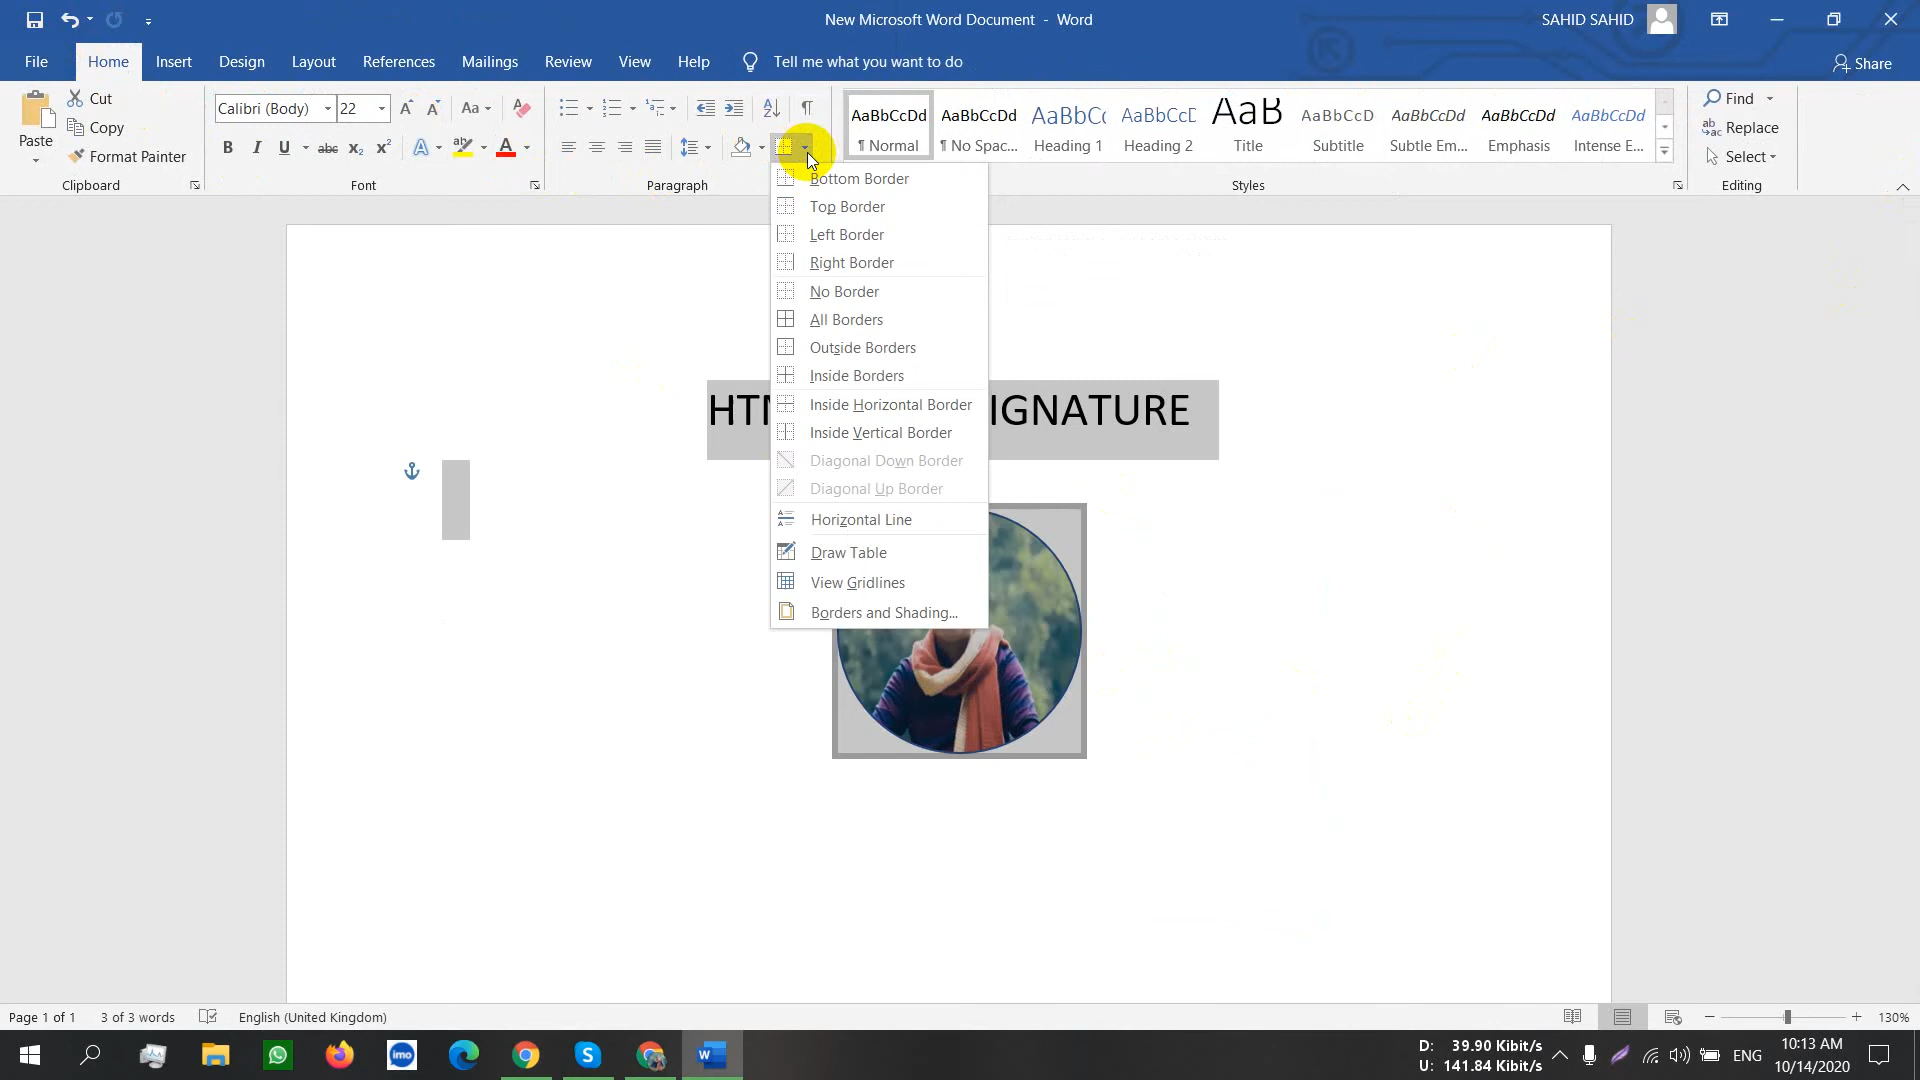 New Microsoft Word Document - Word
SAHID SAHID
File Home Insert Design Layout References Mailings Review View Help Tell me what you want to do
Share
Paste
Cut
Copy
Format Painter
Clipboard
Calibri (Body) 22
Aa
B I U abc x₂ x² A ab A
Font
Paragraph
AaBbCcDd AaBbCcDd AaBbCc AaBbCcD AaB AaBbCcD AaBbCcDd AaBbCcDd AaBbCcDd
¶ Normal ¶ No Spac... Heading 1 Heading 2 Title Subtitle Subtle Em... Emphasis Intense E...
Styles
Find
Replace
Select
Editing
Bottom Border
Top Border
Left Border
Right Border
No Border
All Borders
Outside Borders
Inside Borders
Inside Horizontal Border
Inside Vertical Border
Diagonal Down Border
Diagonal Up Border
Horizontal Line
Draw Table
View Gridlines
Borders and Shading...
IGNATURE
Page 1 of 1 3 of 3 words English (United Kingdom)
130%
imo
D: 39.90 Kibit/s
U: 141.84 Kibit/s
ENG
10:13 AM
10/14/2020